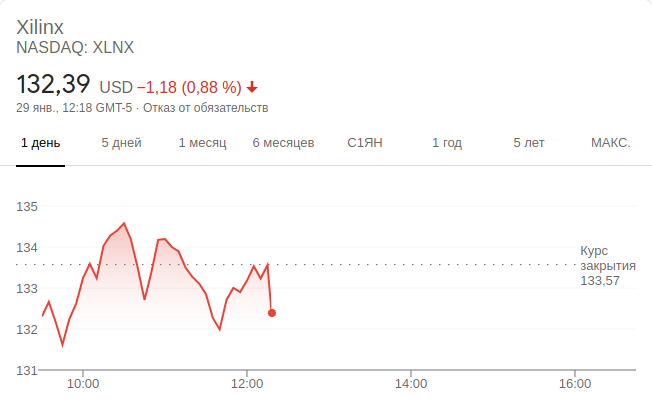 Xilinx
NASDAQ: XLNX
132,39 USD −1,18 (0,88 %)
29 янв., 12:18 GMT-5 · Отказ от обязательств
1 день 5 дней 1 месяц 6 месяцев С1ЯН 1 год 5 лет МАКС.
135
134
133
132
131
Курс
закрытия
133,57
10:00 12:00 14:00 16:00